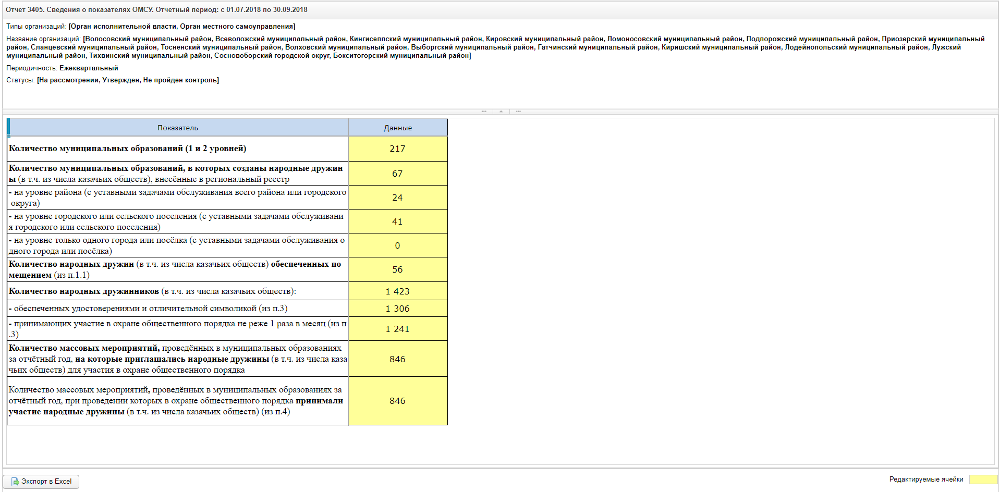 Отчет 3405. Сведения о показателях ОМСУ. Отчетный период: с 01.07.2018 по 30.09.2018
Типы организаций: [Орган исполнительной власти, Орган местного самоуправления]
Название организаций: [Волосовский муниципальный район, Всеволожский муниципальный район, Кингисеппский муниципальный район, Кировский муниципальный район, Ломоносовский муниципальный район, Подпорожский муниципальный район, Приозерский муниципальный
район, Сланцевский муниципальный район, Тосненский муниципальный район, Волховский муниципальный район, Выборгский муниципальный район, Гатчинский муниципальный район, Киришский муниципальный район, Лодейнопольский муниципальный район, Лужский
муниципальный район, Тихвинский муниципальный район, Сосновоборский городской округ, Бокситогорский муниципальный район]
Периодичность: Ежеквартальный
Статусы: [На рассмотрении, Утвержден, Не пройден контроль]
Показатель Данные
Количество муниципальных образований (1 и 2 уровней) 217
Количество муниципальных образований, в которых созданы народные дружин
ы (в т.ч. из числа казачьих обществ), внесённые в региональный реестр 67
- на уровне района (с уставными задачами обслуживания всего района или городского
округа) 24
- на уровне городского или сельского поселения (с уставными задачами обслуживани
я городского или сельского поселения) 41
- на уровне только одного города или посёлка (с уставными задачами обслуживания о
дного города или посёлка) 0
Количество народных дружин (в т.ч. из числа казачьих обществ) обеспеченных по
мещением (из п.1.1) 56
Количество народных дружинников (в т.ч. из числа казачьих обществ): 1 423
- обеспеченных удостоверениями и отличительной символикой (из п.3) 1 306
- принимающих участие в охране общественного порядка не реже 1 раза в месяц (из п
.3) 1 241
Количество массовых мероприятий, проведённых в муниципальных образованиях
за отчётный год, на которые приглашались народные дружины (в т.ч. из числа каза
чьих обществ) для участия в охране общественного порядка 846
Количество массовых мероприятий, проведённых в муниципальных образованиях за
отчётный год, при проведении которых в охране общественного порядка принимали
участие народные дружины (в т.ч. из числа казачьих обществ) (из п.4) 846
Экспорт в Excel
Редактируемые ячейки